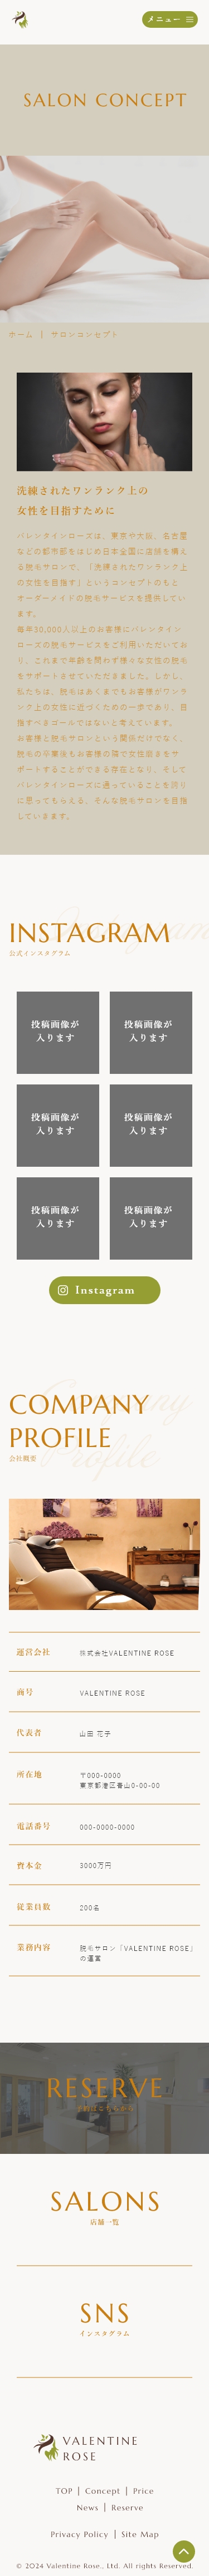 メニュー
SALON CONCEPT
ホーム | サロンコンセプト
洗練されたワンランク上の
女性を目指すために
バレンタインローズは、東京や大阪、名古屋
などの都市部をはじめ日本全国に店舗を構え
る脱毛サロンで、「洗練されたワンランク上
の女性を目指す」というコンセプトのもと
オーダーメイドの脱毛サービスを提供してい
ます。
毎年30,000人以上のお客様にバレンタイン
ローズの脱毛サービスをご利用いただいてお
り、これまで年齢を問わず様々な女性の脱毛
をサポートさせていただきました。しかし、
私たちは、脱毛はあくまでもお客様がワンラ
ンク上の女性に近づくための一歩であり、目
指すべきゴールではないと考えています。
お客様と脱毛サロンという関係だけでなく、
脱毛の卒業後もお客様の隣で女性磨きをサ
ポートすることができる存在となり、そして
バレンタインローズに通っていることを誇り
に思ってもらえる、そんな脱毛サロンを目指
していきます。
Instagram
INSTAGRAM
公式インスタグラム
投稿画像が
入ります
投稿画像が
入ります
投稿画像が
入ります
投稿画像が
入ります
投稿画像が
入ります
投稿画像が
入ります
Instagram
Company
Profile
COMPANY
PROFILE
会社概要
運営会社 株式会社VALENTINE ROSE
商号 VALENTINE ROSE
代表者 山田 花子
所在地 〒000-0000
東京都港区青山0-00-00
電話番号 000-0000-0000
資本金 3000万円
従業員数 200名
業務内容 脱毛サロン「VALENTINE ROSE」
の運営
RESERVE
予約はこちらから
SALONS
店舗一覧
SNS
インスタグラム
VALENTINE
ROSE
TOP | Concept | Price
News | Reserve
Privacy Policy | Site Map
© 2024 Valentine Rose., Ltd. All rights Reserved.